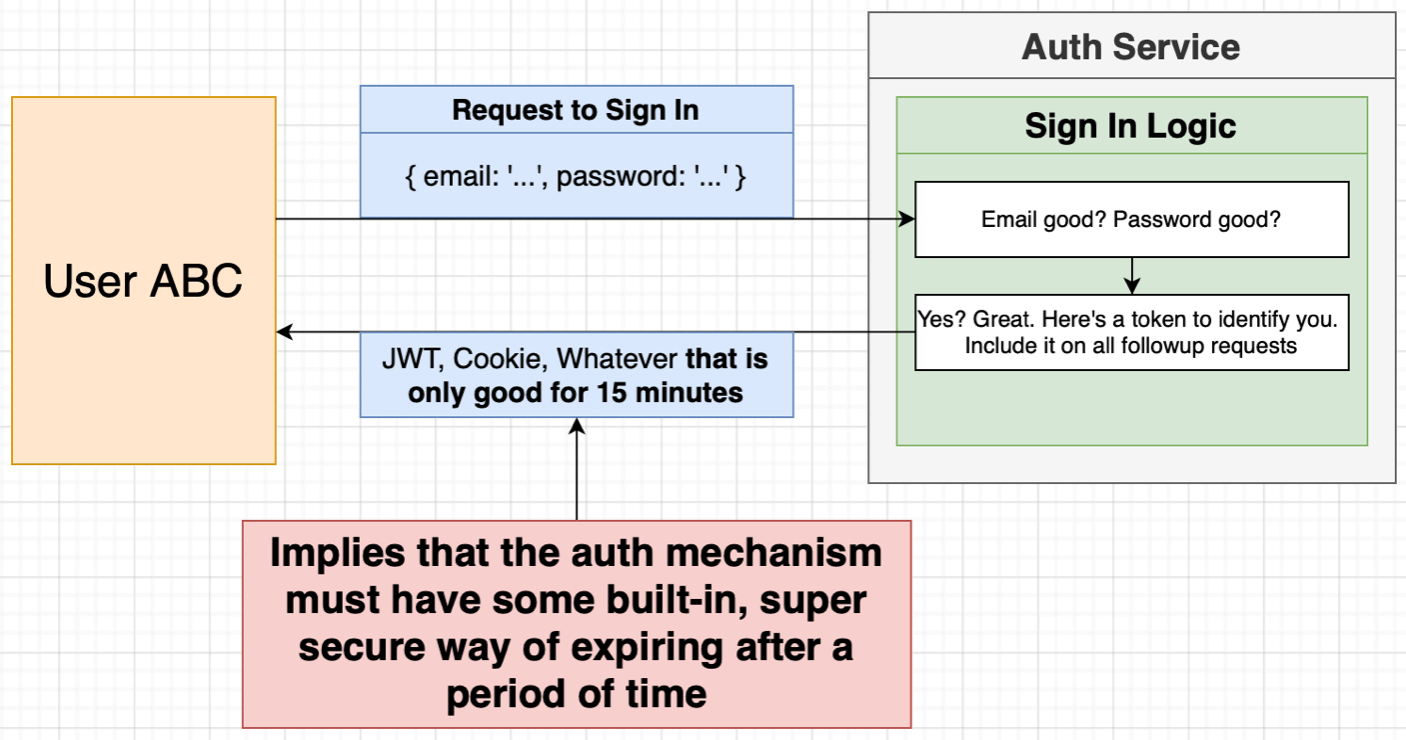 Auth Service
Request to Sign In
Sign In Logic
{ email: '...', password: '...' }
Email good? Password good?
User ABC
Yes? Great. Here's a token to identify you.
Include it on all followup requests
JWT, Cookie, Whatever that is
only good for 15 minutes
Implies that the auth mechanism
must have some built-in, super
secure way of expiring after a
period of time